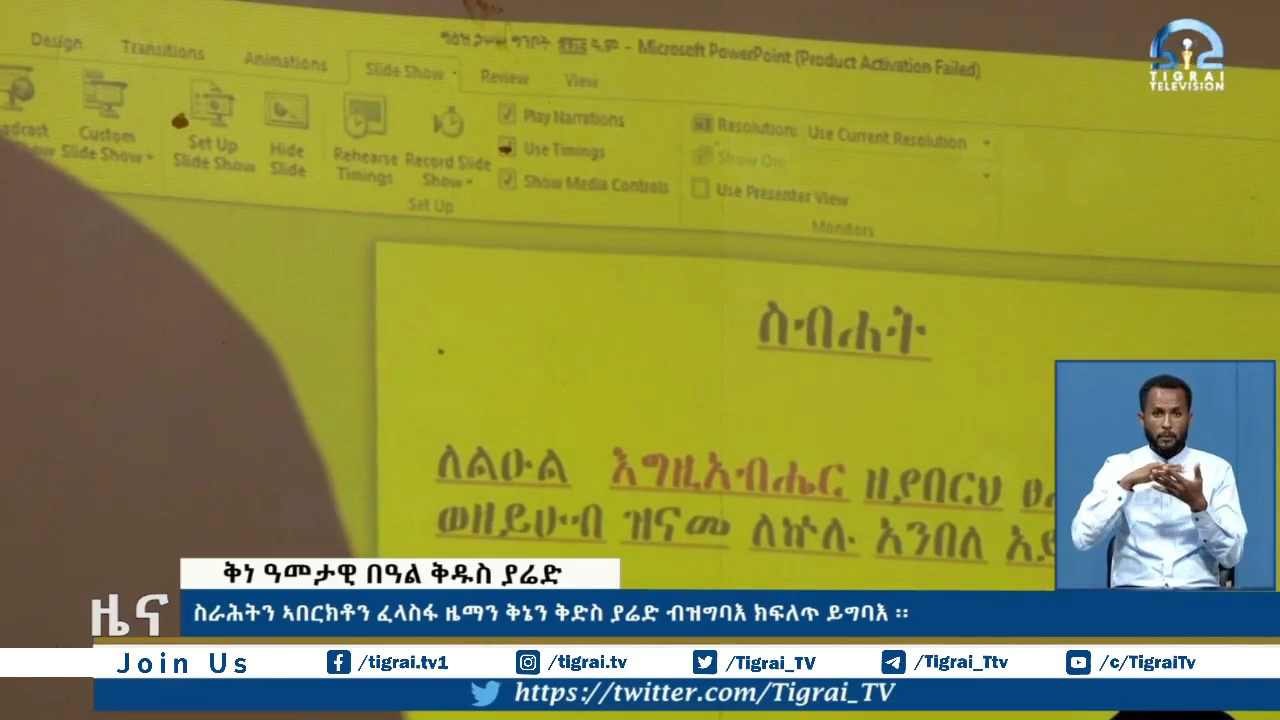 - Microsoft PowerPoint (Product Activation Failed)
Design Transitions Animations Slide Show Review View
Custom Slide Show
Set Up Slide Show
Hide Slide
Rehearse Timings
Record Slide Show
Play Narrations
Use Timings
Show Media Controls
Set Up
Resolution: Use Current Resolution
Show On:
Use Presenter View
Monitors
TIGRAI
TELEVISION
ስብሐት
ለልዑል እግዚአብሔር ዘያበርህ
ወዘይሁብ ዝናመ ለኵሉ እንበለ
ቅነ ዓመታዊ በዓል ቅዱስ ያሬድ
ዜና
ስራሕትን ኣበርክቶን ፈላስፋ ዜማን ቅኔን ቅድስ ያሬድ ብዝግባእ ክፍለጥ ይግባእ ፡፡
Join Us /tigrai.tv1 /tIgrai.tv /Tigrai_TV /Tigrai_Ttv /c/TigraiTv
https://twitter.com/Tigrai_TV